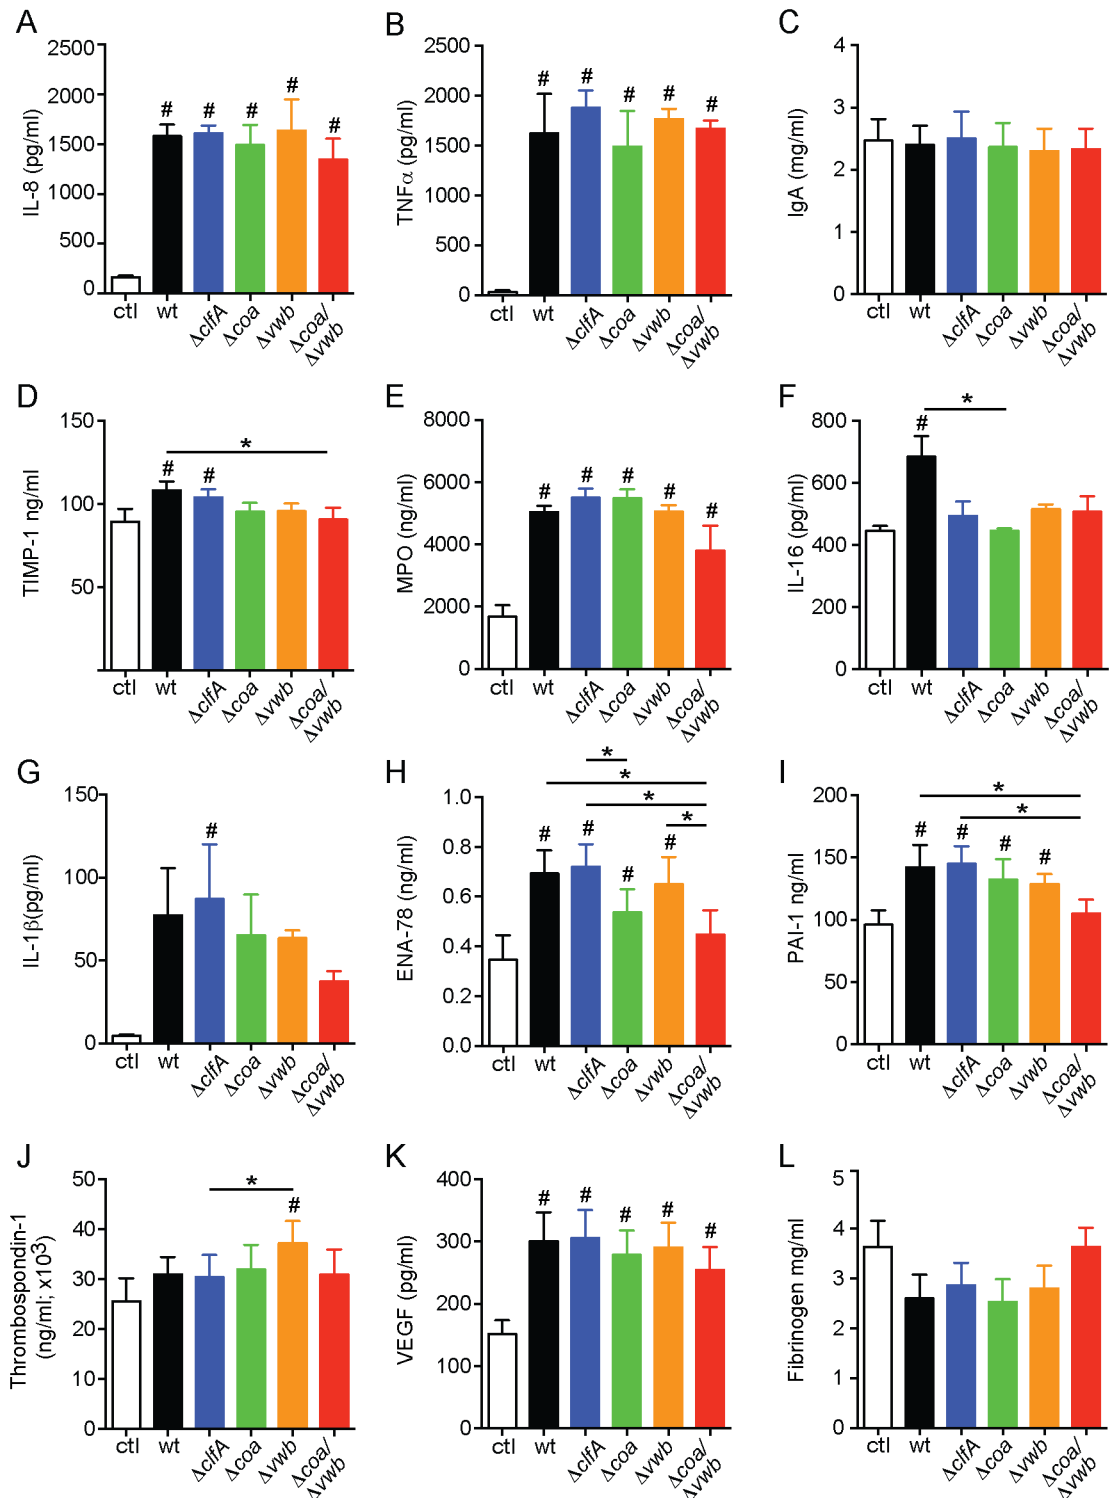 A
IL-8 (pg/ml)
2500
2000
1500
1000
500
0
# # # # #
ctl wt ΔclfA Δcoa Δvwb Δcoa/
Δvwb
B
TNFα (pg/ml)
2500
2000
1500
1000
500
0
# # # # #
ctl wt ΔclfA Δcoa Δvwb Δcoa/
Δvwb
C
IgA (mg/ml)
4
3
2
1
0
ctl wt ΔclfA Δcoa Δvwb Δcoa/
Δvwb
D
TIMP-1 ng/ml
150
100
50
*
# #
ctl wt ΔclfA Δcoa Δvwb Δcoa/
Δvwb
E
MPO (ng/ml)
8000
6000
4000
2000
0
# # # # #
ctl wt ΔclfA Δcoa Δvwb Δcoa/
Δvwb
F
IL-16 (pg/ml)
800
600
400
200
0
*
#
ctl wt ΔclfA Δcoa Δvwb Δcoa/
Δvwb
G
IL-1β(pg/ml)
150
100
50
0
#
ctl wt ΔclfA Δcoa Δvwb Δcoa/
Δvwb
H
ENA-78 (ng/ml)
1.0
0.8
0.6
0.4
0.2
0.0
*
*
*
*
# # # #
ctl wt ΔclfA Δcoa Δvwb Δcoa/
Δvwb
I
PAI-1 ng/ml
200
150
100
50
0
*
*
# # # #
ctl wt ΔclfA Δcoa Δvwb Δcoa/
Δvwb
J
Thrombospondin-1
(ng/ml; x10³)
50
40
30
20
10
0
*
#
ctl wt ΔclfA Δcoa Δvwb Δcoa/
Δvwb
K
VEGF (pg/ml)
400
300
200
100
0
# # # # #
ctl wt ΔclfA Δcoa Δvwb Δcoa/
Δvwb
L
Fibrinogen mg/ml
5
4
3
2
1
0
ctl wt ΔclfA Δcoa Δvwb Δcoa/
Δvwb